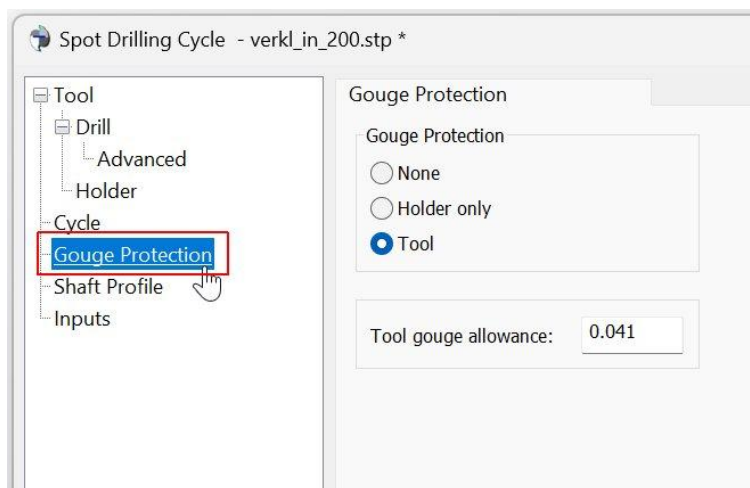 Spot Drilling Cycle - verkl_in_200.stp *
Tool
Drill
Advanced
Holder
Cycle
Gouge Protection
Shaft Profile
Inputs
Gouge Protection
Gouge Protection
None
Holder only
Tool
Tool gouge allowance: 0.041